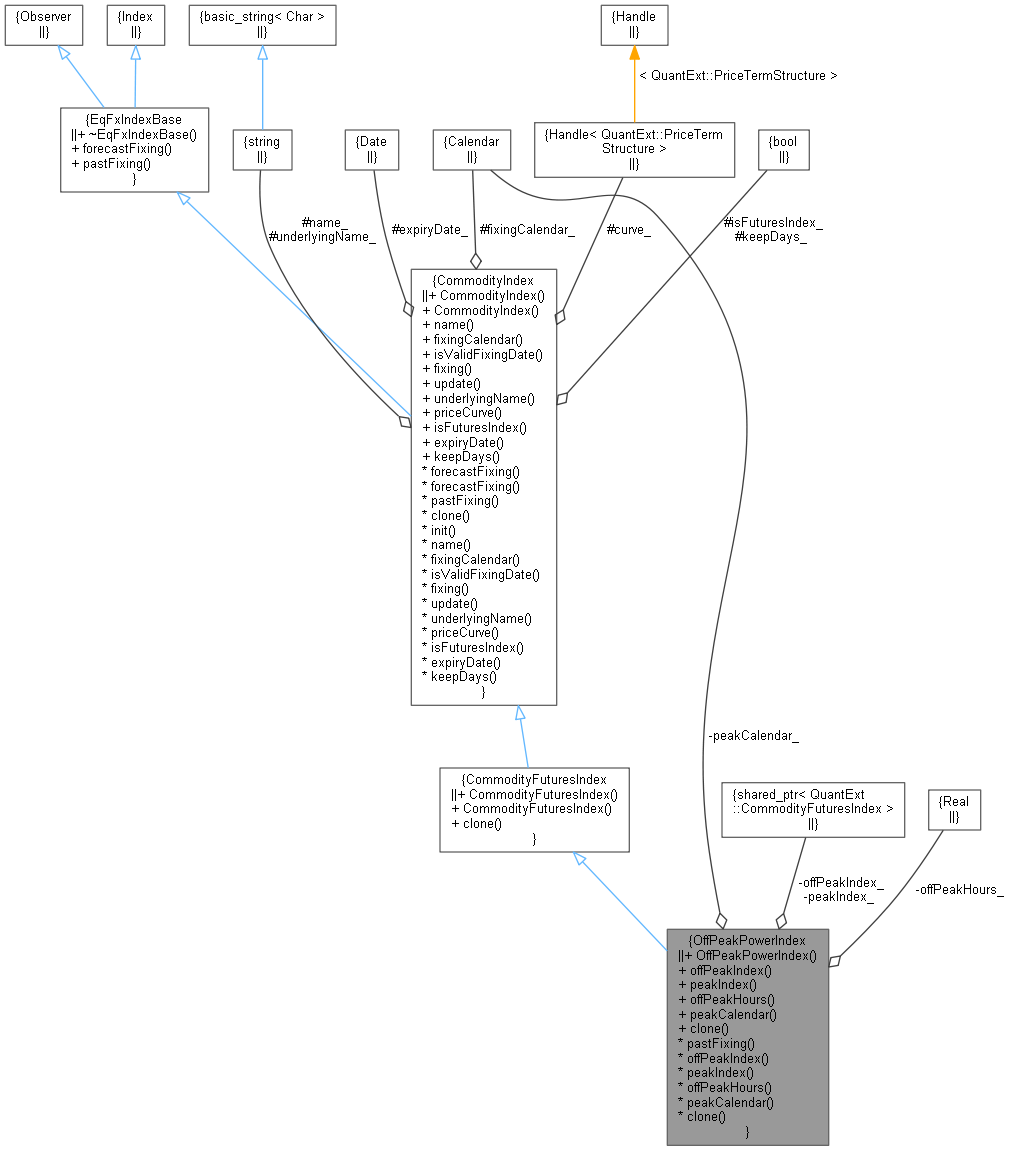 {Observer
||}
{Index
||}
{basic_string< Char >
||}
{Handle
||}
< QuantExt::PriceTermStructure >
{EqFxIndexBase
||+ ~EqFxIndexBase()
+ forecastFixing()
+ pastFixing()
}
{string
||}
{Date
||}
{Calendar
||}
{Handle< QuantExt::PriceTerm
Structure >
||}
{bool
||}
#name_
#underlyingName_
#expiryDate_
#fixingCalendar_
#curve_
#isFuturesIndex_
#keepDays_
{CommodityIndex
||+ CommodityIndex()
+ CommodityIndex()
+ name()
+ fixingCalendar()
+ isValidFixingDate()
+ fixing()
+ update()
+ underlyingName()
+ priceCurve()
+ isFuturesIndex()
+ expiryDate()
+ keepDays()
* forecastFixing()
* forecastFixing()
* pastFixing()
* clone()
* init()
* name()
* fixingCalendar()
* isValidFixingDate()
* fixing()
* update()
* underlyingName()
* priceCurve()
* isFuturesIndex()
* expiryDate()
* keepDays()
}
-peakCalendar_
{CommodityFuturesIndex
||+ CommodityFuturesIndex()
+ CommodityFuturesIndex()
+ clone()
}
{shared_ptr< QuantExt
::CommodityFuturesIndex >
||}
{Real
||}
-offPeakIndex_
-peakIndex_
-offPeakHours_
{OffPeakPowerIndex
||+ OffPeakPowerIndex()
+ offPeakIndex()
+ peakIndex()
+ offPeakHours()
+ peakCalendar()
+ clone()
* pastFixing()
* offPeakIndex()
* peakIndex()
* offPeakHours()
* peakCalendar()
* clone()
}